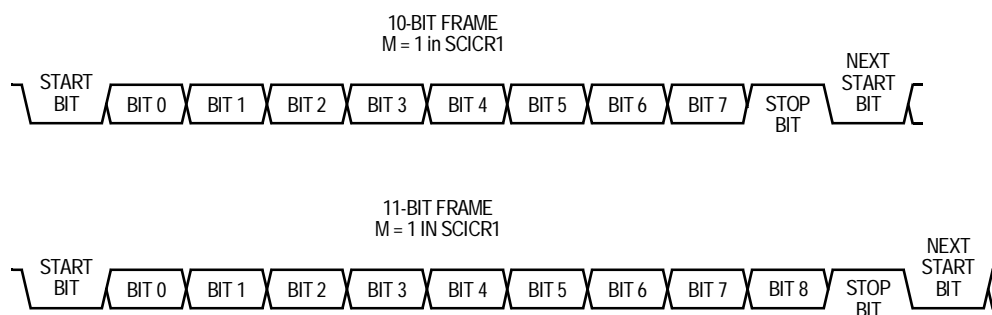 10-BIT FRAME
M = 1 in SCICR1
START
BIT
BIT 0
BIT 1
BIT 2
BIT 3
BIT 4
BIT 5
BIT 6
BIT 7
STOP
BIT
NEXT
START
BIT
11-BIT FRAME
M = 1 IN SCICR1
START
BIT
BIT 0
BIT 1
BIT 2
BIT 3
BIT 4
BIT 5
BIT 6
BIT 7
BIT 8
STOP
BIT
NEXT
START
BIT